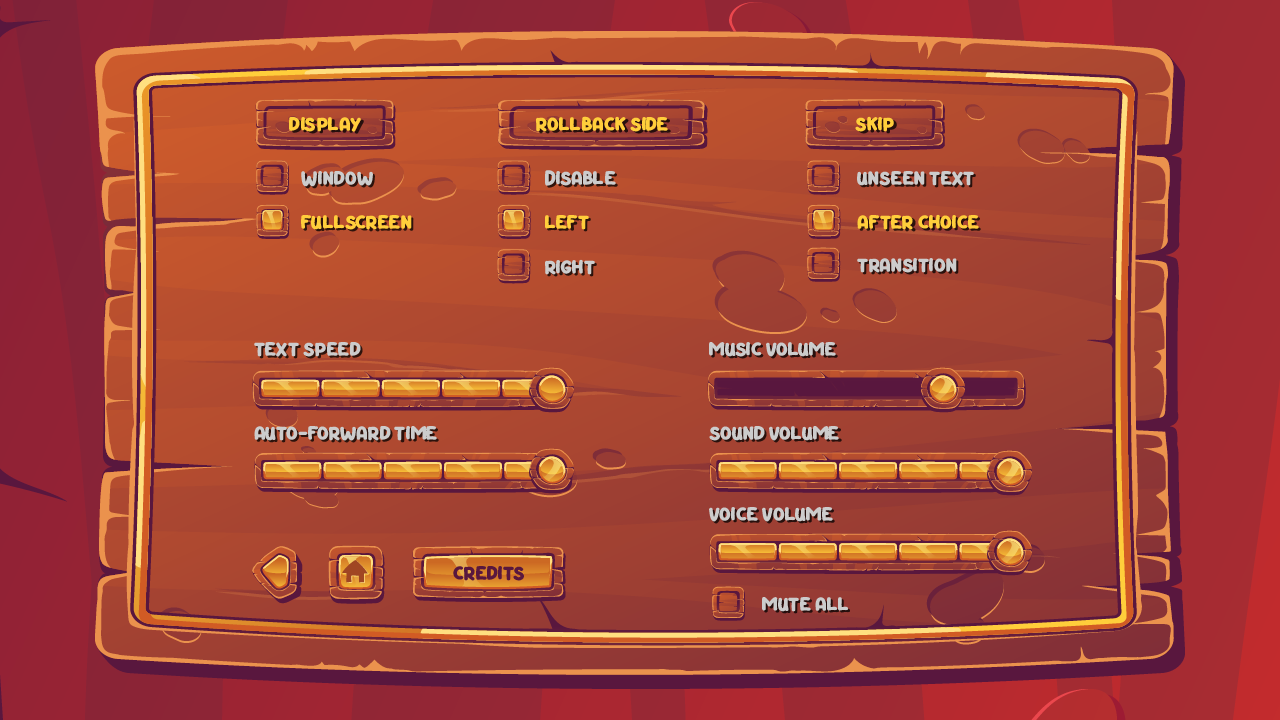 DISPLAY
WINDOW
FULLSCREEN
ROLLBACK SIDE
DISABLE
LEFT
RIGHT
SKIP
UNSEEN TEXT
AFTER CHOICE
TRANSITION
TEXT SPEED
AUTO-FORWARD TIME
MUSIC VOLUME
SOUND VOLUME
VOICE VOLUME
MUTE ALL
CREDITS